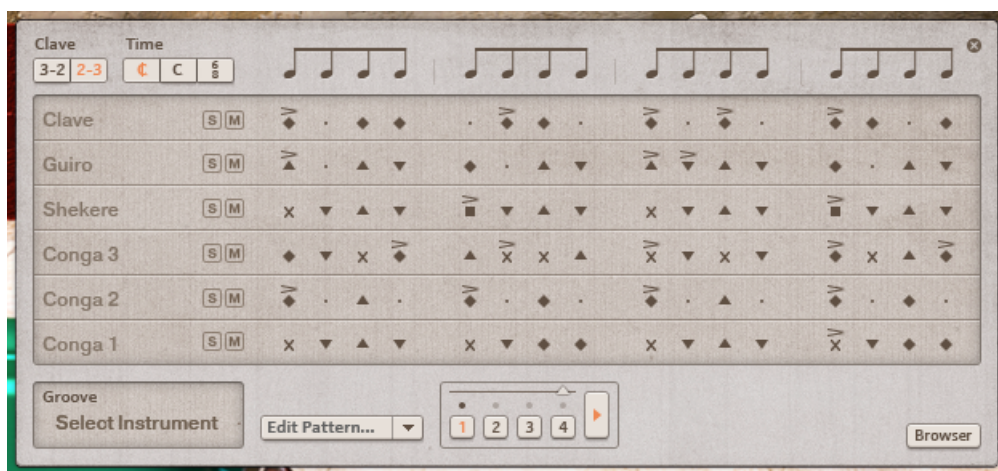 Clave Time
3-2 2-3 ¢ C 6/8
Clave S M
Guiro S M
Shekere S M
Conga 3 S M
Conga 2 S M
Conga 1 S M
Groove
Select Instrument
Edit Pattern...
1 2 3 4
Browser